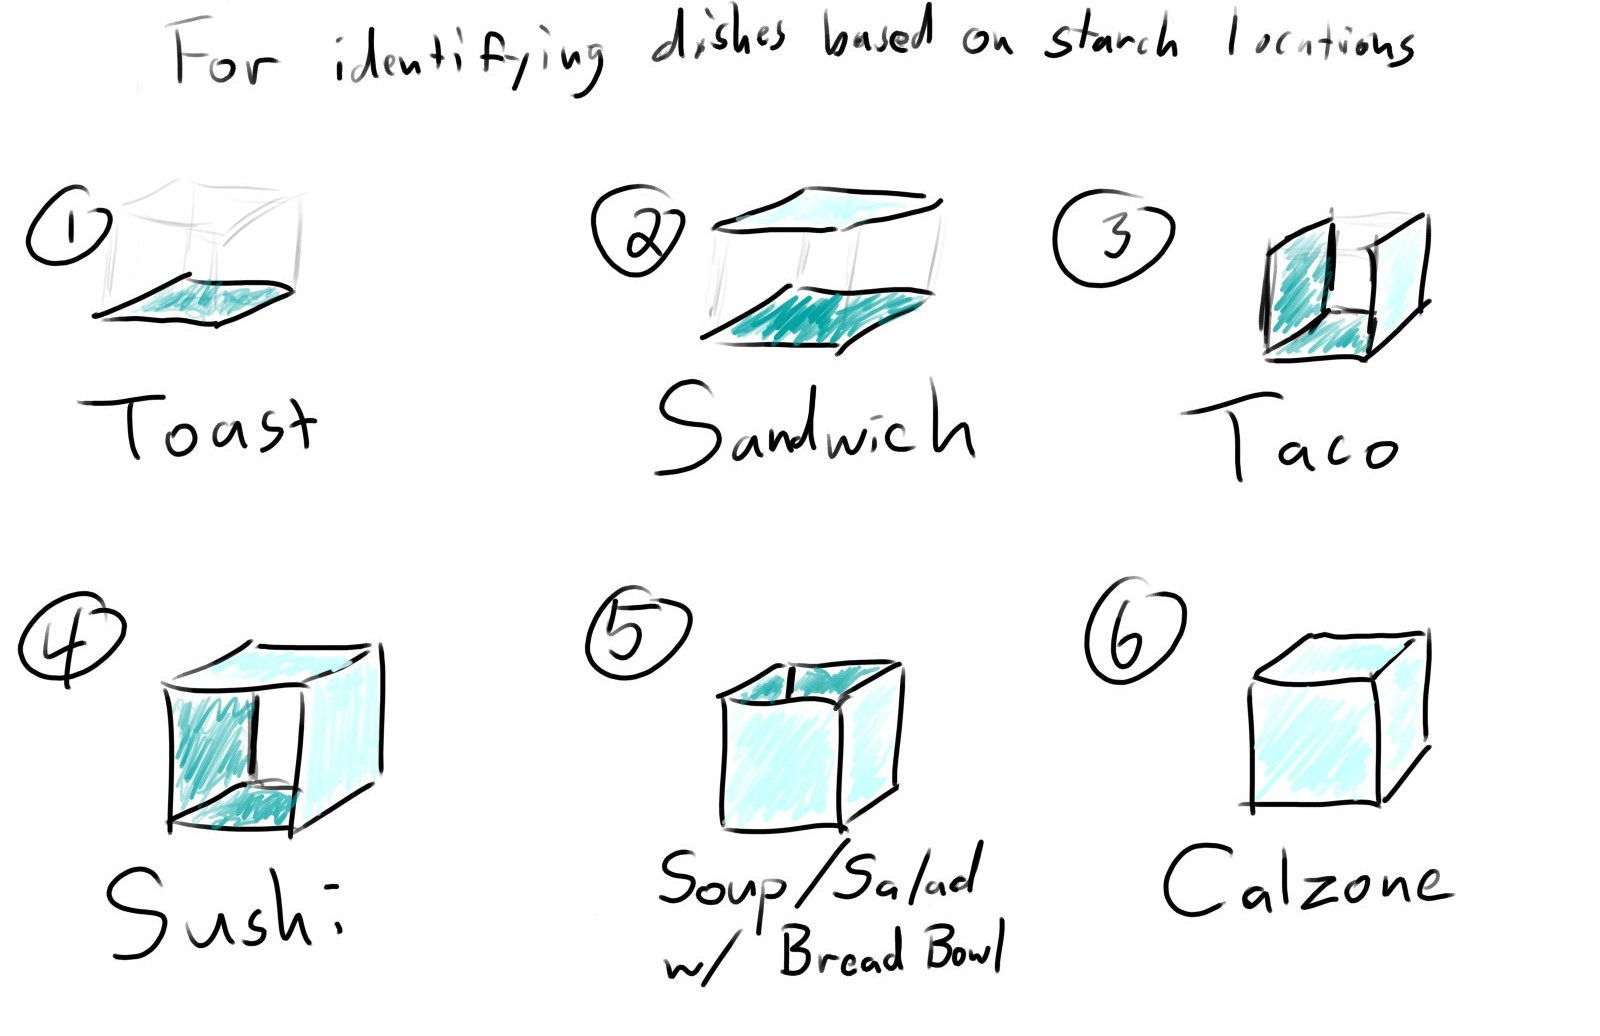 For identifying dishes based on starch locations
1
2
3
Toast
Sandwich
Taco
4
5
6
Sushi
Soup/Salad
w/ Bread Bowl
Calzone